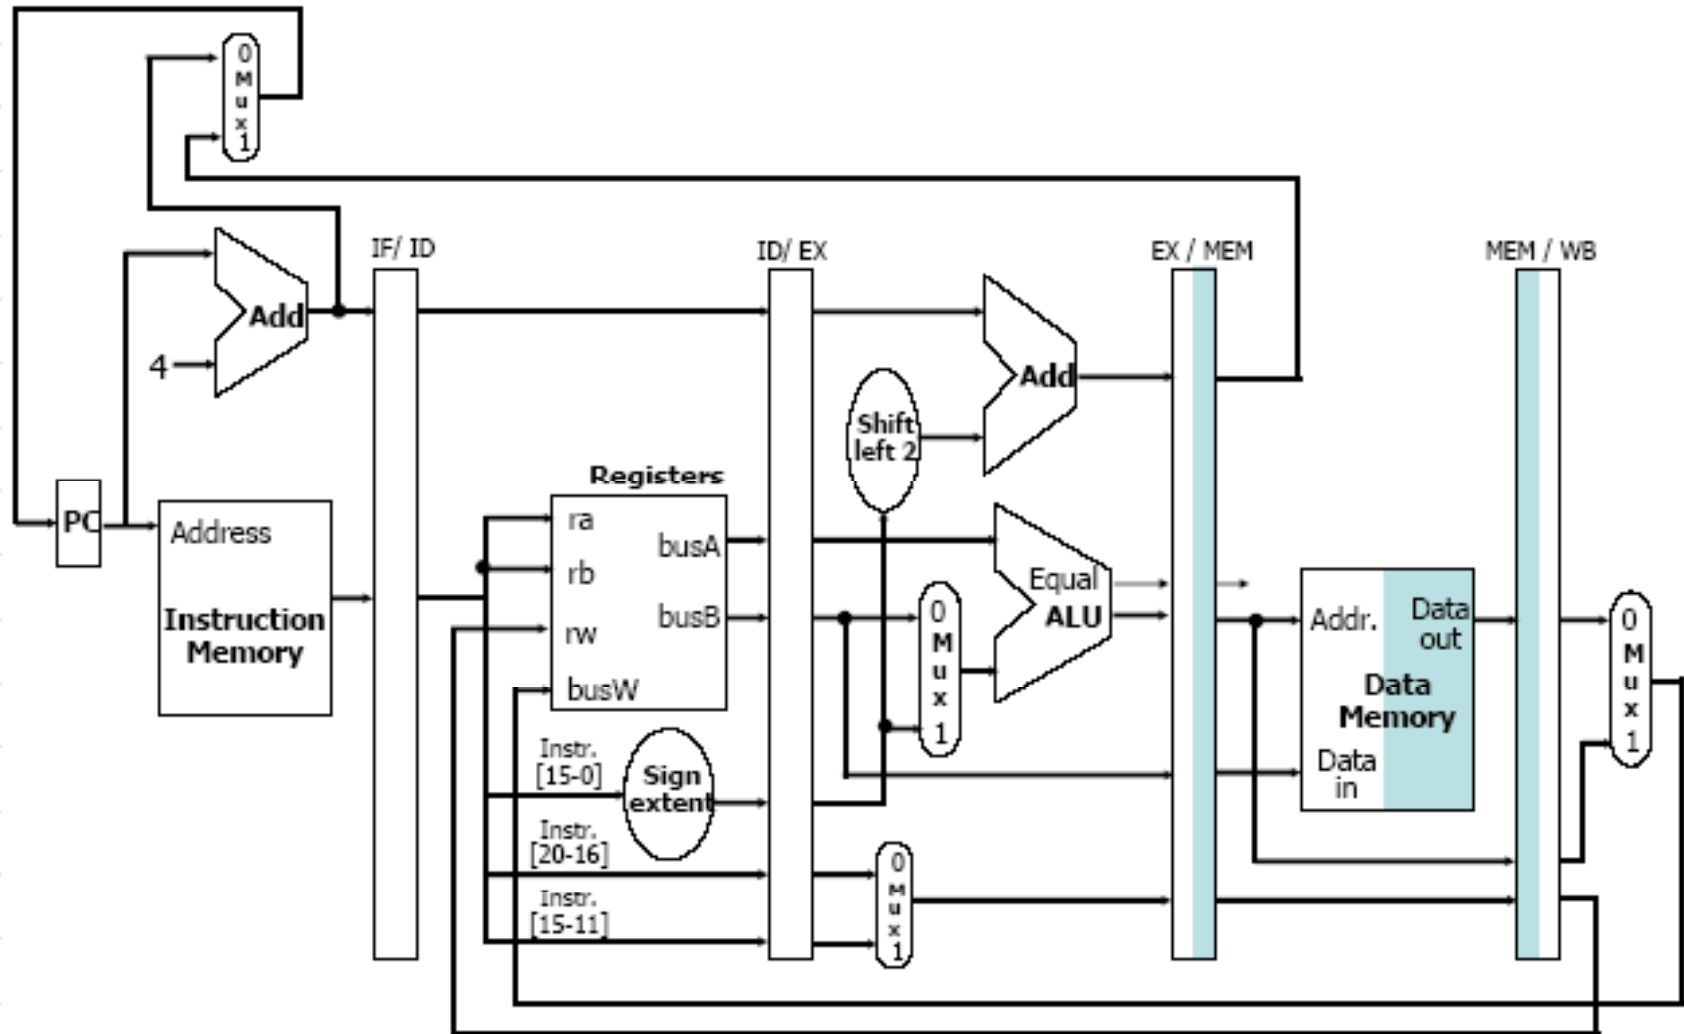 0
M
u
x
1
IF/ ID
ID/ EX
EX / MEM
MEM / WB
Add
4
Add
Shift
left 2
Registers
PC
Address
Instruction
Memory
ra
rb
rw
busW
busA
busB
0
M
u
x
1
Equal
ALU
Addr.
Data
out
Data
Memory
Data
in
0
M
u
x
1
Instr.
[15-0]
Sign
extent
Instr.
[20-16]
Instr.
[15-11]
0
M
u
x
1